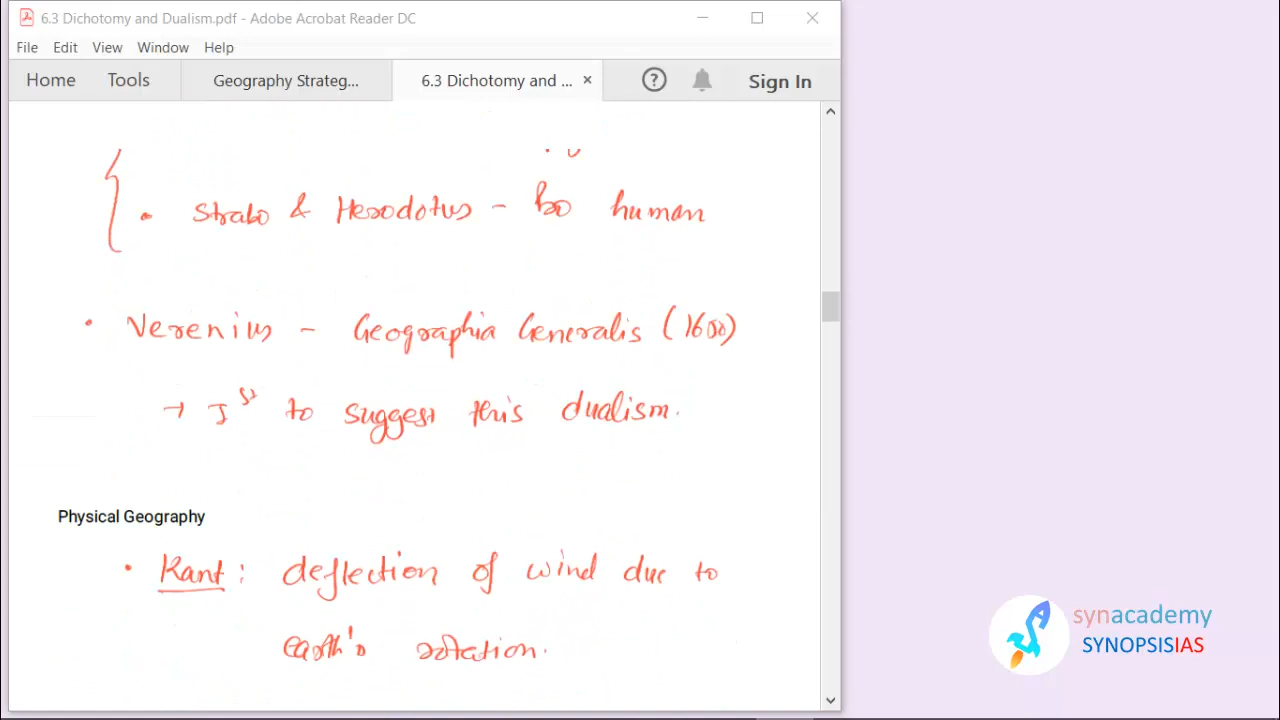 6.3 Dichotomy and Dualism.pdf - Adobe Acrobat Reader DC
File Edit View Window Help
Home Tools Geography Strateg... 6.3 Dichotomy and ... × ? Sign In
• Strabo & Herodotus - human
• Verenius - Geographia Generalis (1650)
→ Ist to suggest this dualism.
Physical Geography
• Kant: deflection of wind due to
Earth's rotation.
synacademy
SYNOPSISIAS